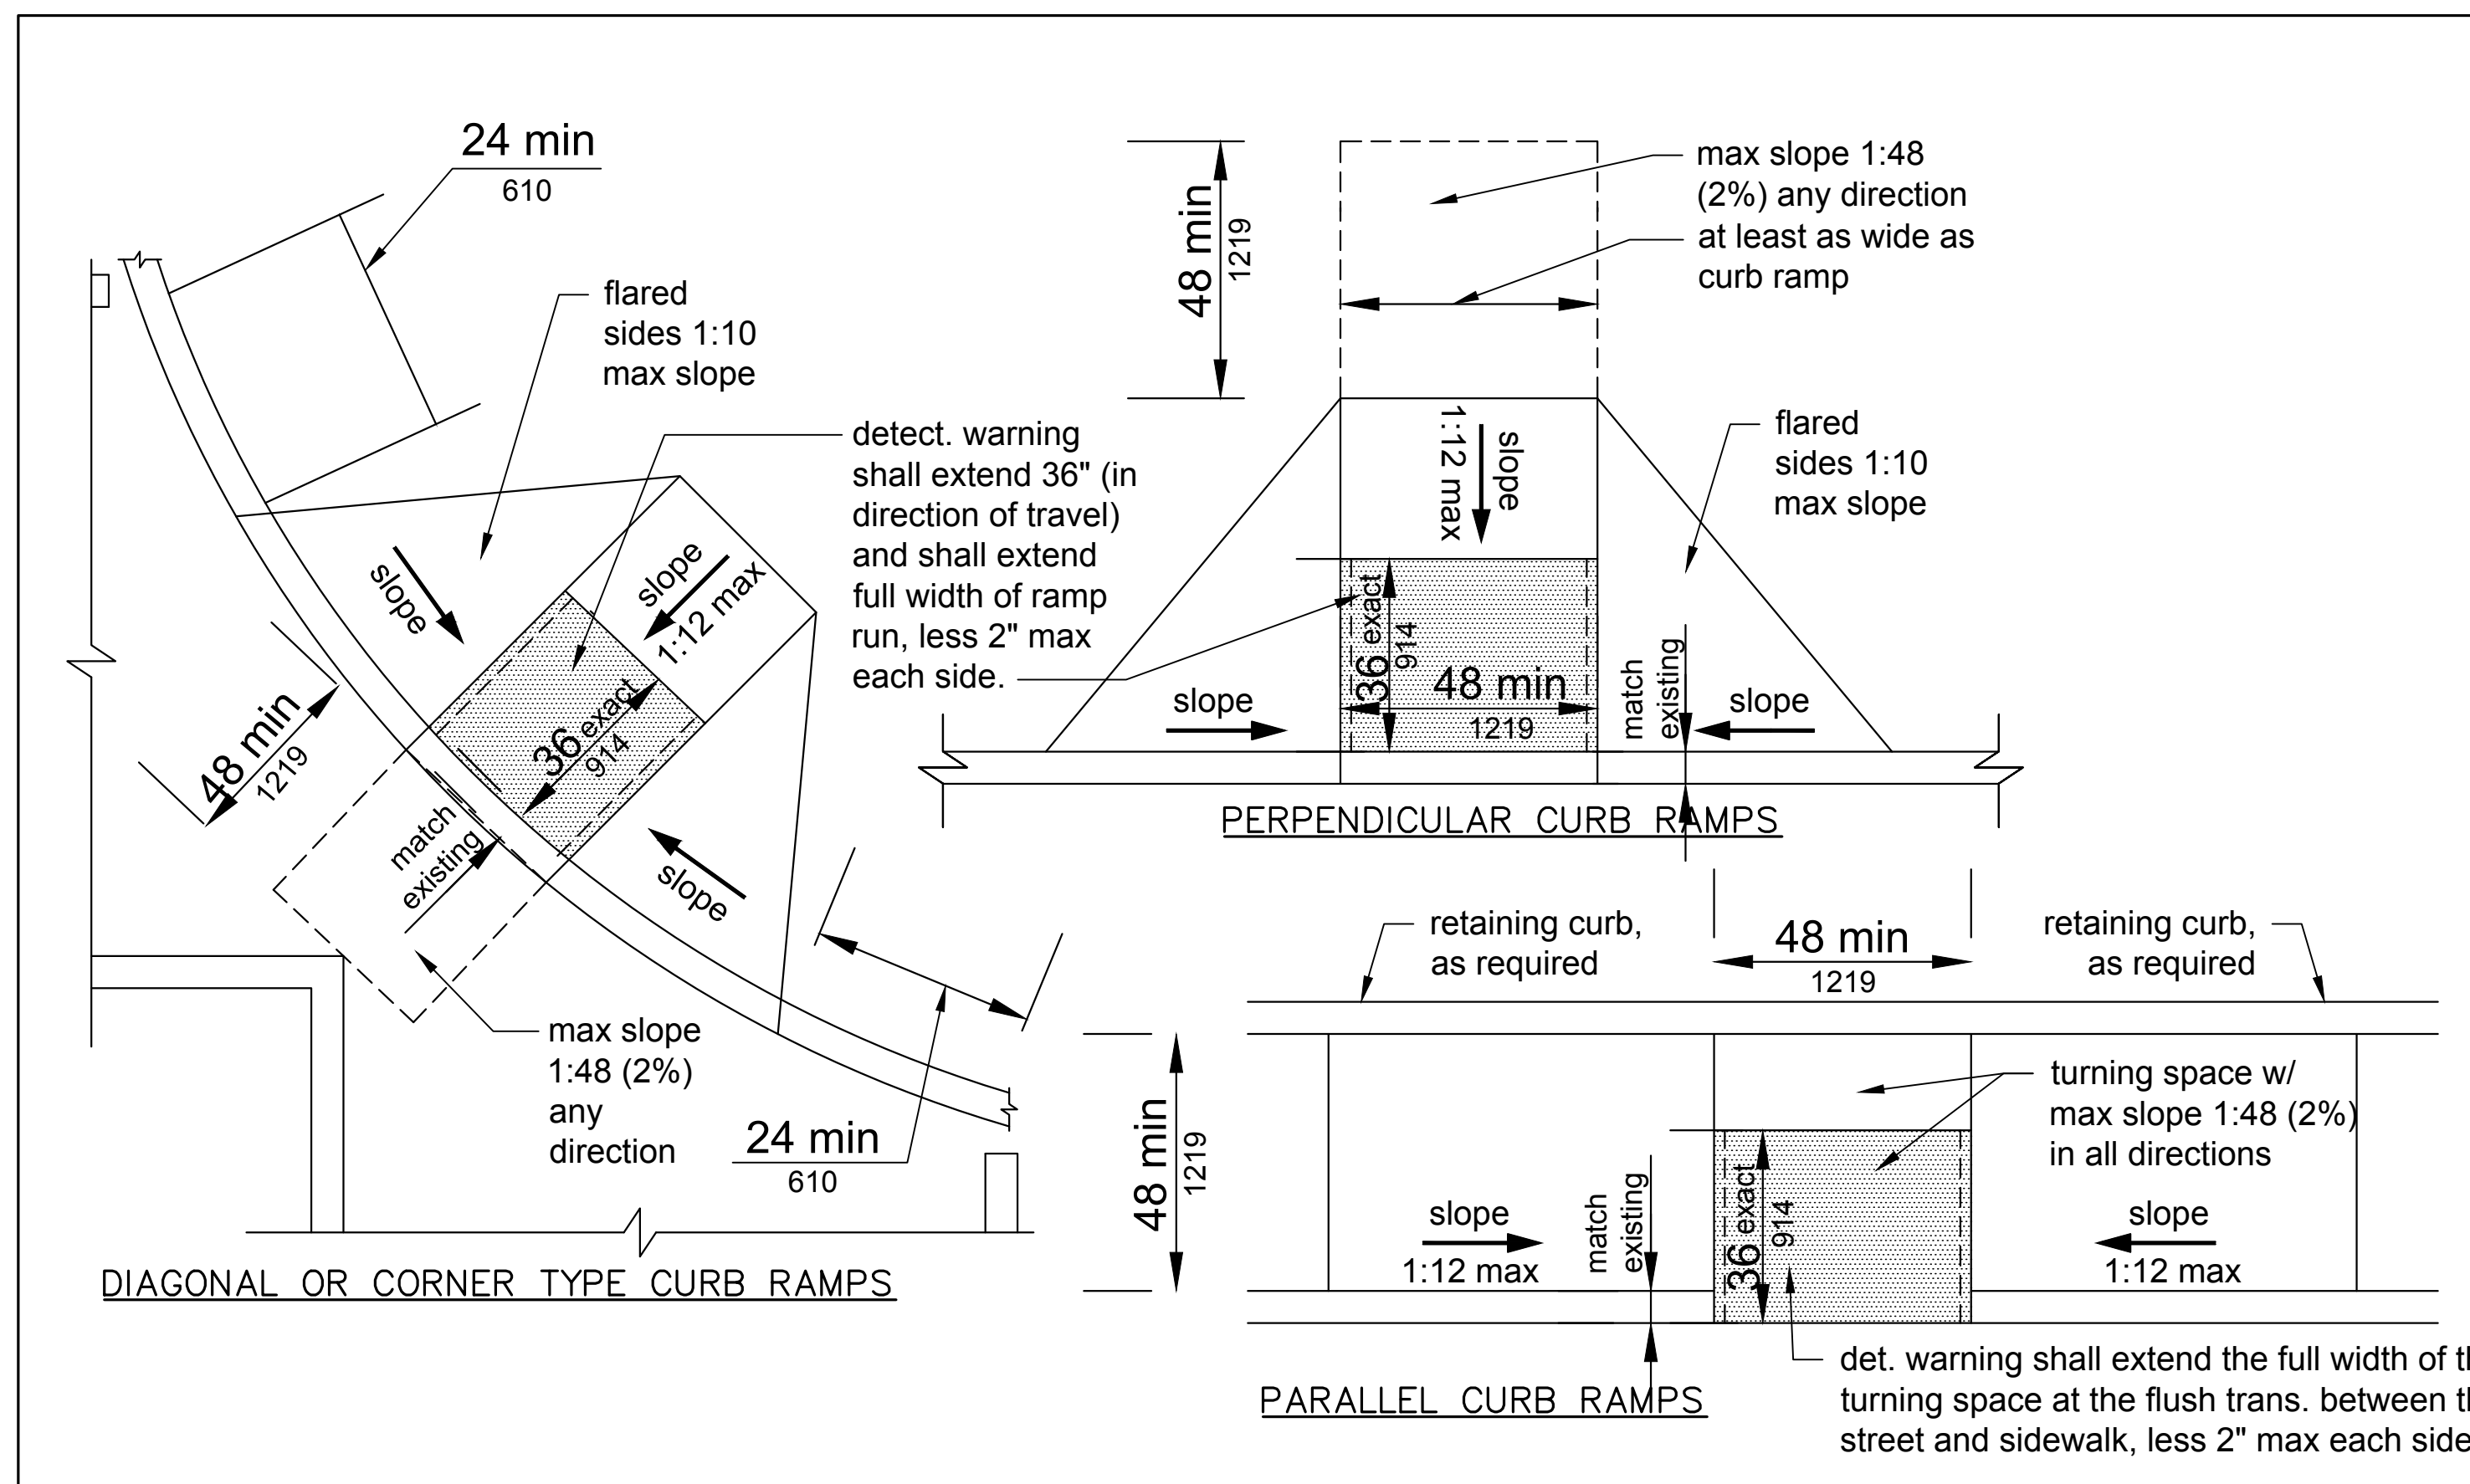 24 min
610
flared
sides 1:10
max slope
detect. warning
shall extend 36" (in
direction of travel)
and shall extend
full width of ramp
run, less 2" max
each side.
slope
slope
1:12 max
36 exact
914
48 min
1219
match
existing
slope
max slope
1:48 (2%)
any
direction
24 min
610
DIAGONAL OR CORNER TYPE CURB RAMPS
48 min
1219
max slope 1:48
(2%) any direction
at least as wide as
curb ramp
slope
1:12 max
flared
sides 1:10
max slope
36 exact
914
48 min
1219
slope
match
existing
slope
PERPENDICULAR CURB RAMPS
retaining curb,
as required
48 min
1219
retaining curb,
as required
48 min
1219
turning space w/
max slope 1:48 (2%)
in all directions
slope
1:12 max
match
existing
36 exact
914
slope
1:12 max
det. warning shall extend the full width of
turning space at the flush trans. between
street and sidewalk, less 2" max each side
PARALLEL CURB RAMPS